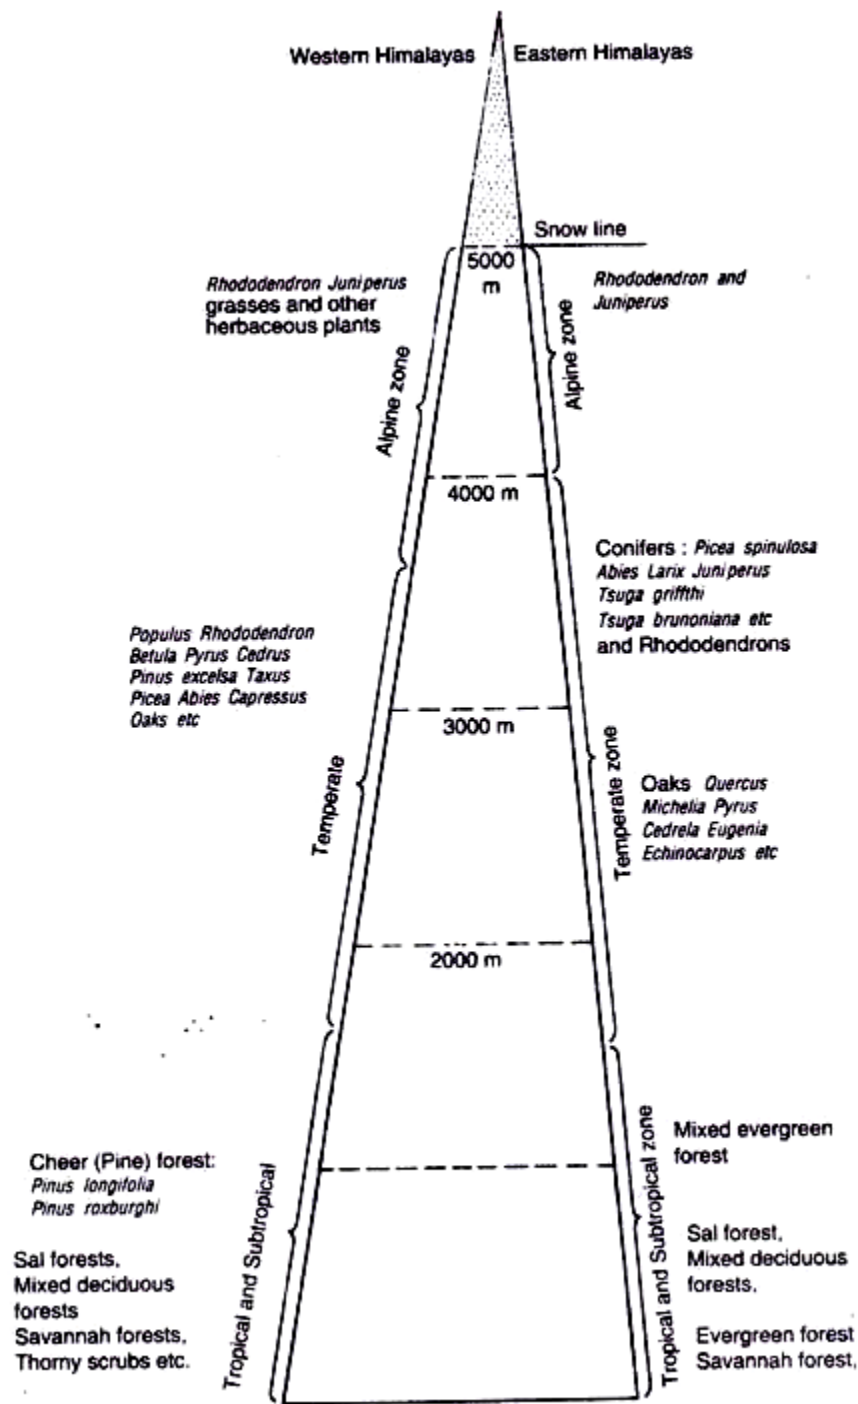 Western Himalayas
Eastern Himalayas
Snow line
5000
m
Rhododendron Juniperus
grasses and other
herbaceous plants
Rhododendron and
Juniperus
Alpine zone
Alpine zone
4000 m
Conifers : Picea spinulosa
Abies Larix Juniperus
Tsuga griffthi
Tsuga brunoniana etc
and Rhododendrons
Populus Rhododendron
Betula Pyrus Cedrus
Pinus excelsa Taxus
Picea Abies Capressus
Oaks etc
3000 m
Temperate
Temperate zone
Oaks Quercus
Michelia Pyrus
Cedrela Eugenia
Echinocarpus etc
2000 m
Cheer (Pine) forest:
Pinus longifolia
Pinus roxburghi
Sal forests,
Mixed deciduous
forests
Savannah forests,
Thorny scrubs etc.
Tropical and Subtropical
Tropical and Subtropical zone
Mixed evergreen
forest
Sal forest,
Mixed deciduous
forests,
Evergreen forest
Savannah forest,